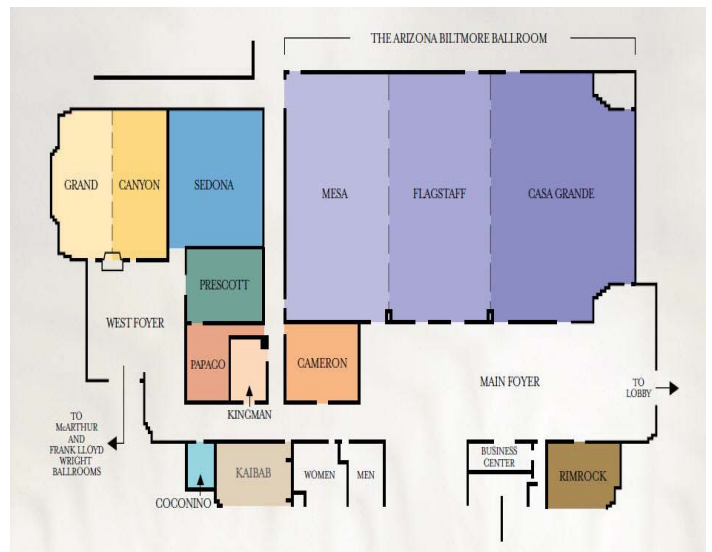 THE ARIZONA BILTMORE BALLROOM
GRAND
CANYON
SEDONA
MESA
FLAGSTAFF
CASA GRANDE
PRESCOTT
WEST FOYER
PAPAGO
KINGMAN
CAMERON
MAIN FOYER
TO
LOBBY
TO
McARTHUR
AND
FRANK LLOYD
WRIGHT
BALLROOMS
COCONINO
KAIBAB
WOMEN
MEN
BUSINESS
CENTER
RIMROCK